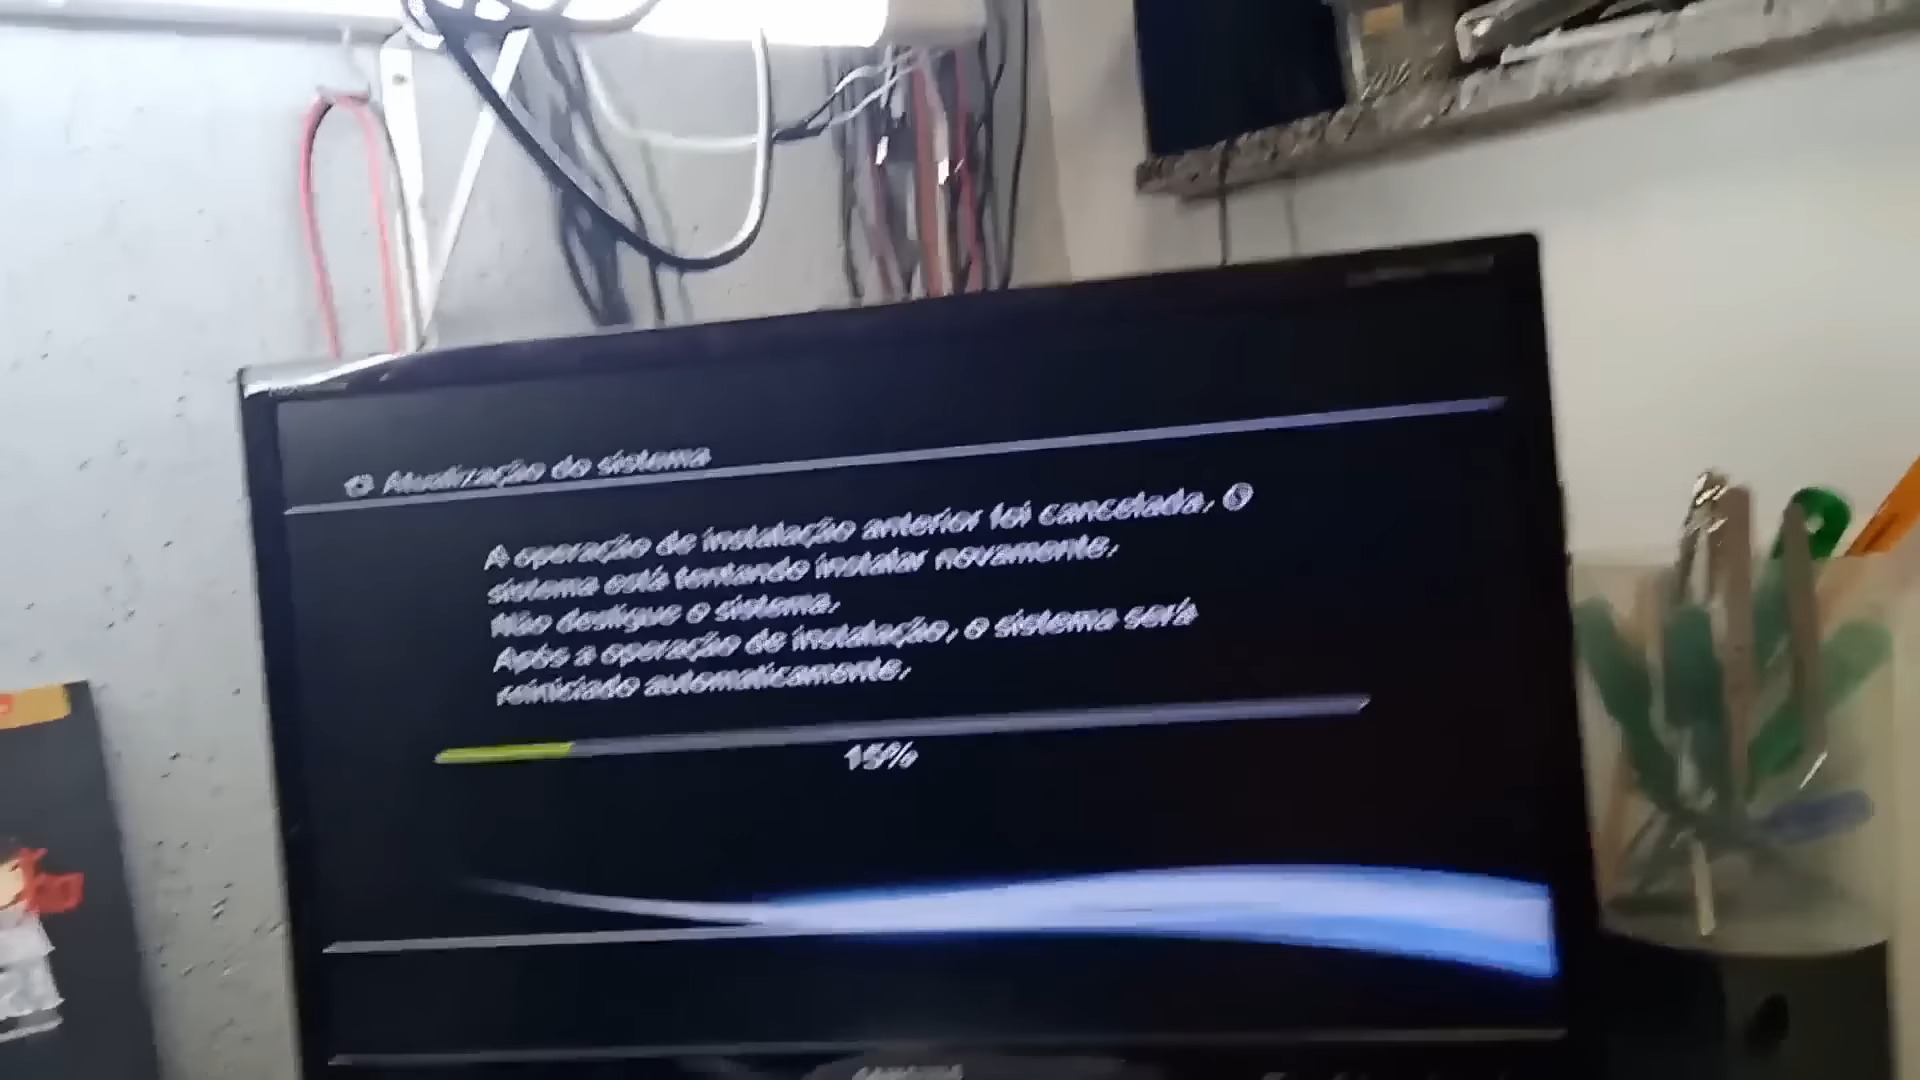 Atualização do sistema
A operação de instalação anterior foi cancelada. O
sistema está tentando instalar novamente.
Não desligue o sistema.
Após a operação de instalação, o sistema será
reiniciado automaticamente.
15%